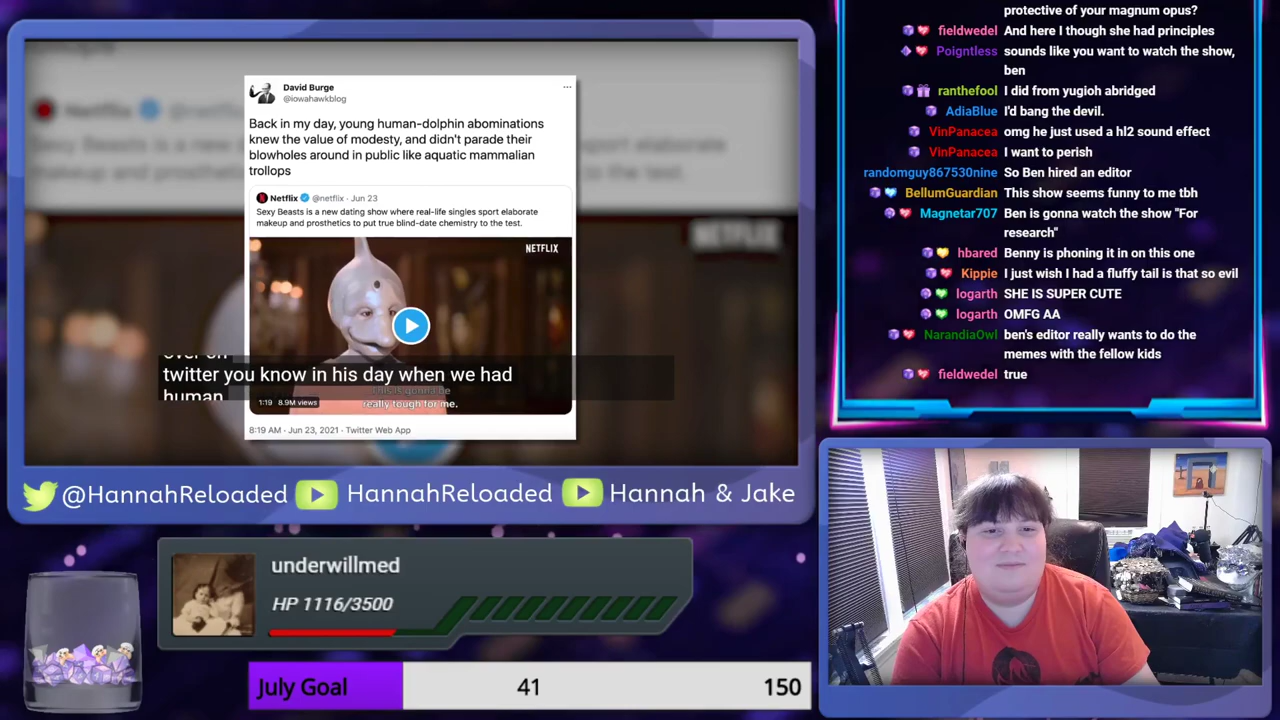 David Burge
@iowahawkblog
Back in my day, young human-dolphin abominations
knew the value of modesty, and didn't parade their
blowholes around in public like aquatic mammalian
trollops
Netflix @netflix · Jun 23
Sexy Beasts is a new dating show where real-life singles sport elaborate
makeup and prosthetics to put true blind-date chemistry to the test.
NETFLIX
really tough for me.
1:19 8.9M views
8:19 AM · Jun 23, 2021 · Twitter Web App
twitter you know in his day when we had
human
@HannahReloaded HannahReloaded Hannah & Jake
underwillmed
HP 1116/3500
July Goal 41 150
protective of your magnum opus?
fieldwedel And here I though she had principles
Poigntless sounds like you want to watch the show,
ben
ranthefool I did from yugioh abridged
AdiaBlue I'd bang the devil.
VinPanacea omg he just used a hl2 sound effect
VinPanacea I want to perish
randomguy867530nine So Ben hired an editor
BellumGuardian This show seems funny to me tbh
Magnetar707 Ben is gonna watch the show "For
research"
hbared Benny is phoning it in on this one
Kippie I just wish I had a fluffy tail is that so evil
logarth SHE IS SUPER CUTE
logarth OMFG AA
NarandiaOwl ben's editor really wants to do the
memes with the fellow kids
fieldwedel true